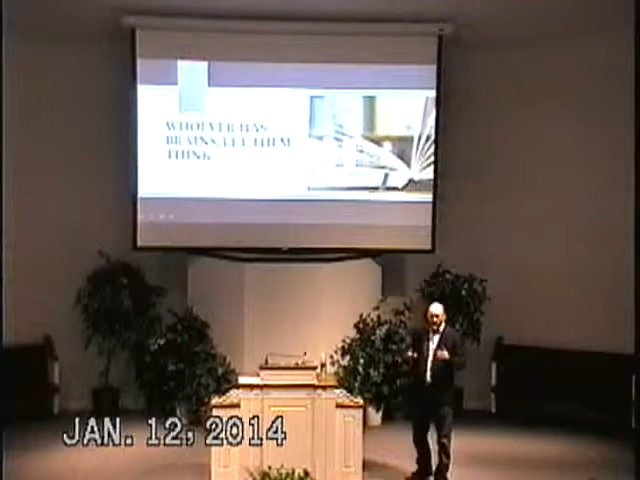 WHOEVER HAS
BRAINS, LET THEM
THINK
JAN. 12, 2014